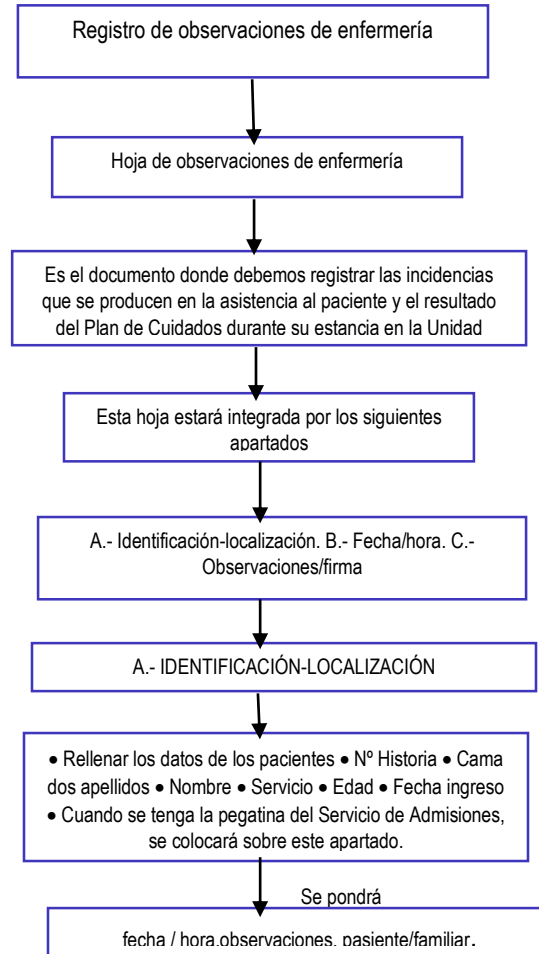 Registro de observaciones de enfermería
Hoja de observaciones de enfermería
Es el documento donde debemos registrar las incidencias
que se producen en la asistencia al paciente y el resultado
del Plan de Cuidados durante su estancia en la Unidad
Esta hoja estará integrada por los siguientes
apartados
A.- Identificación-localización. B.- Fecha/hora. C.-
Observaciones/firma
A.- IDENTIFICACIÓN-LOCALIZACIÓN
• Rellenar los datos de los pacientes • Nº Historia • Cama
dos apellidos • Nombre • Servicio • Edad • Fecha ingreso
• Cuando se tenga la pegatina del Servicio de Admisiones,
se colocará sobre este apartado.
Se pondrá
fecha / hora.observaciones. pasiente/familiar.